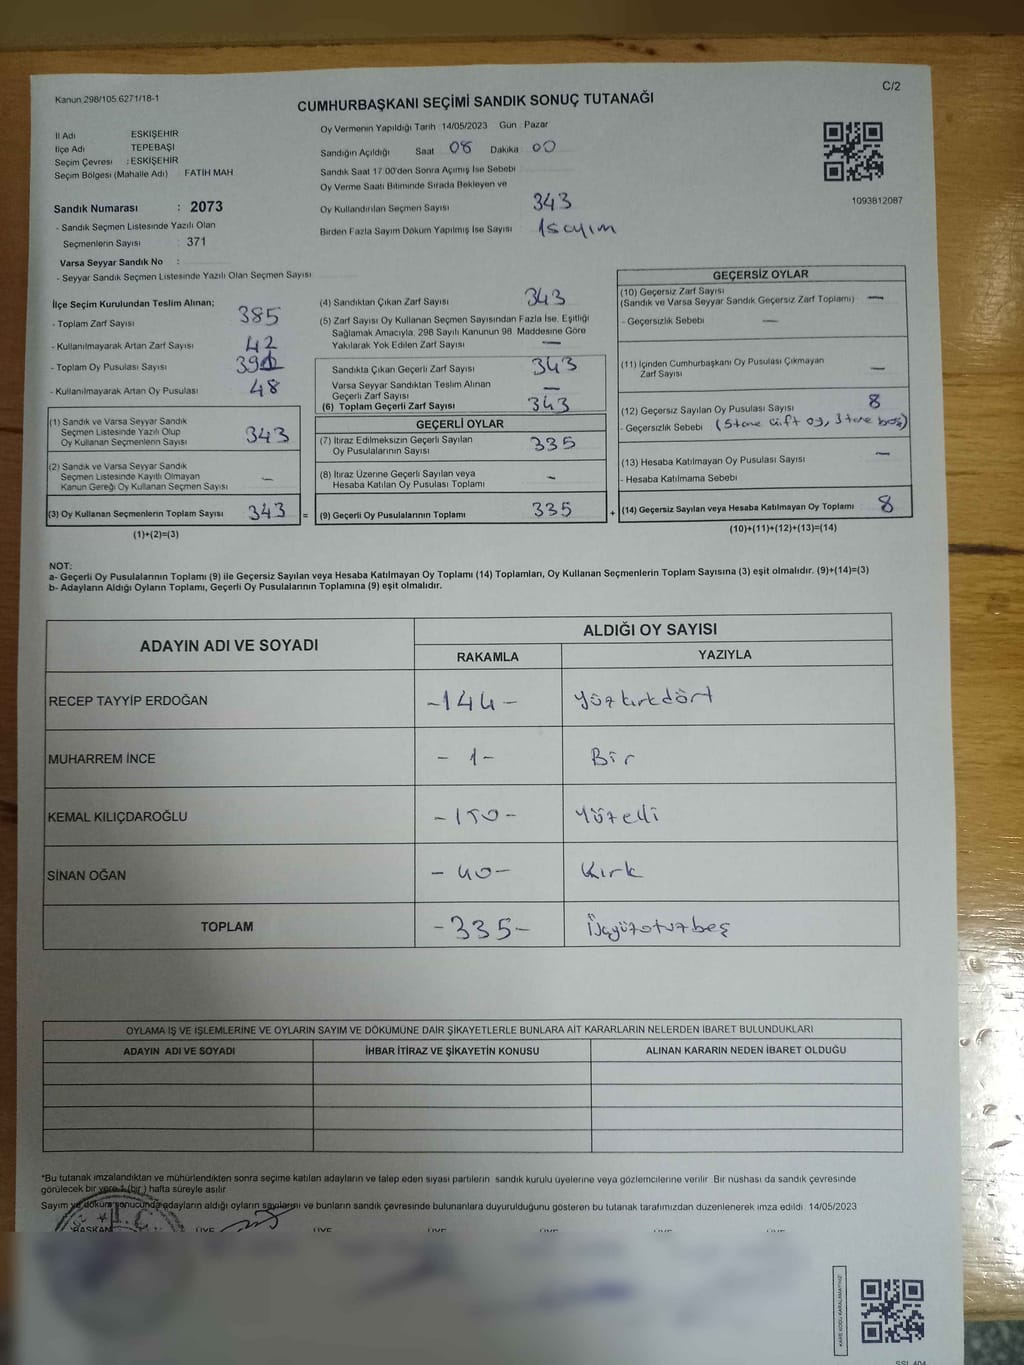 Kanun 298/105 6271/18-1
C/2
CUMHURBAŞKANI SEÇİMİ SANDIK SONUÇ TUTANAĞI
İl Adı ESKİŞEHİR
İlçe Adı TEPEBAŞI
Seçim Çevresi : ESKİŞEHİR
Seçim Bölgesi (Mahalle Adı) FATİH MAH
Sandık Numarası : 2073
- Sandık Seçmen Listesinde Yazılı Olan
Seçmenlerin Sayısı : 371
Varsa Seyyar Sandık No :
- Seyyar Sandık Seçmen Listesinde Yazılı Olan Seçmen Sayısı
Oy Vermenin Yapıldığı Tarih 14/05/2023 Gün Pazar
Sandığın Açıldığı Saat 08 Dakika 00
Sandık Saat 17.00'den Sonra Açımış İse Sebebi
Oy Verme Saati Bitiminde Sırada Bekleyen ve
Oy Kullandırılan Seçmen Sayısı 343
Birden Fazla Sayım Döküm Yapılmış İse Sayısı 1 sayım
1093812087
İlçe Seçim Kurulundan Teslim Alınan;
- Toplam Zarf Sayısı 385
- Kullanılmayarak Artan Zarf Sayısı 42
- Toplam Oy Pusulası Sayısı 391
- Kullanılmayarak Artan Oy Pusulası 48
(1) Sandık ve Varsa Seyyar Sandık
Seçmen Listesinde Yazılı Olup
Oy Kullanan Seçmenlerin Sayısı 343
(2) Sandık ve Varsa Seyyar Sandık
Seçmen Listesinde Kayıtlı Olmayan
Kanun Gereği Oy Kullanan Seçmen Sayısı —
(3) Oy Kullanan Seçmenlerin Toplam Sayısı 343 =
(1)+(2)=(3)
(4) Sandıktan Çıkan Zarf Sayısı 343
(5) Zarf Sayısı Oy Kullanan Seçmen Sayısından Fazla İse, Eşitliği
Sağlamak Amacıyla, 298 Sayılı Kanunun 98. Maddesine Göre
Yakılarak Yok Edilen Zarf Sayısı —
Sandıkta Çıkan Geçerli Zarf Sayısı 343
Varsa Seyyar Sandıktan Teslim Alınan
Geçerli Zarf Sayısı —
(6) Toplam Geçerli Zarf Sayısı 343
GEÇERLİ OYLAR
(7) İtiraz Edilmeksizin Geçerli Sayılan
Oy Pusulalarının Sayısı 335
(8) İtiraz Üzerine Geçerli Sayılan veya
Hesaba Katılan Oy Pusulası Toplamı -
(9) Geçerli Oy Pusulalarının Toplamı 335 +
GEÇERSİZ OYLAR
(10) Geçersiz Zarf Sayısı
(Sandık ve Varsa Seyyar Sandık Geçersiz Zarf Toplamı) —
- Geçersizlik Sebebi —
(11) İçinden Cumhurbaşkanı Oy Pusulası Çıkmayan
Zarf Sayısı —
(12) Geçersiz Sayılan Oy Pusulası Sayısı 8
- Geçersizlik Sebebi (5 tane çift oy, 3 tane boş)
(13) Hesaba Katılmayan Oy Pusulası Sayısı —
- Hesaba Katılmama Sebebi
(14) Geçersiz Sayılan veya Hesaba Katılmayan Oy Toplamı 8
(10)+(11)+(12)+(13)=(14)
NOT:
a- Geçerli Oy Pusulalarının Toplamı (9) ile Geçersiz Sayılan veya Hesaba Katılmayan Oy Toplamı (14) Toplamları, Oy Kullanan Seçmenlerin Toplam Sayısına (3) eşit olmalıdır. (9)+(14)=(3)
b- Adayların Aldığı Oyların Toplamı, Geçerli Oy Pusulalarının Toplamına (9) eşit olmalıdır.
ADAYIN ADI VE SOYADI
ALDIĞI OY SAYISI
RAKAMLA YAZIYLA
RECEP TAYYİP ERDOĞAN -144- Yüzkırkdört
MUHARREM İNCE -1- Bir
KEMAL KILIÇDAROĞLU -150- Yüzelli
SİNAN OĞAN -40- Kırk
TOPLAM -335- Üçyüzotuzbeş
OYLAMA İŞ VE İŞLEMLERİNE VE OYLARIN SAYIM VE DÖKÜMÜNE DAİR ŞİKAYETLERLE BUNLARA AİT KARARLARIN NELERDEN İBARET BULUNDUKLARI
ADAYIN ADI VE SOYADI İHBAR İTİRAZ VE ŞİKAYETİN KONUSU ALINAN KARARIN NEDEN İBARET OLDUĞU
*Bu tutanak imzalandıktan ve mühürlendikten sonra seçime katılan adayların ve talep eden siyasi partilerin sandık kurulu üyelerine veya gözlemcilerine verilir. Bir nüshası da sandık çevresinde
görülecek bir yere 1 (bir ) hafta süreyle asılır
Sayım ve döküm sonucunda adayların aldığı oyların sayılarını ve bunların sandık çevresinde bulunanlara duyurulduğunu gösteren bu tutanak tarafımızdan düzenlenerek imza edildi. 14/05/2023
T.C.
BAŞKAN ÜYE ÜYE ÜYE ÜYE ÜYE
KARE KODU KARALAMAYINIZ